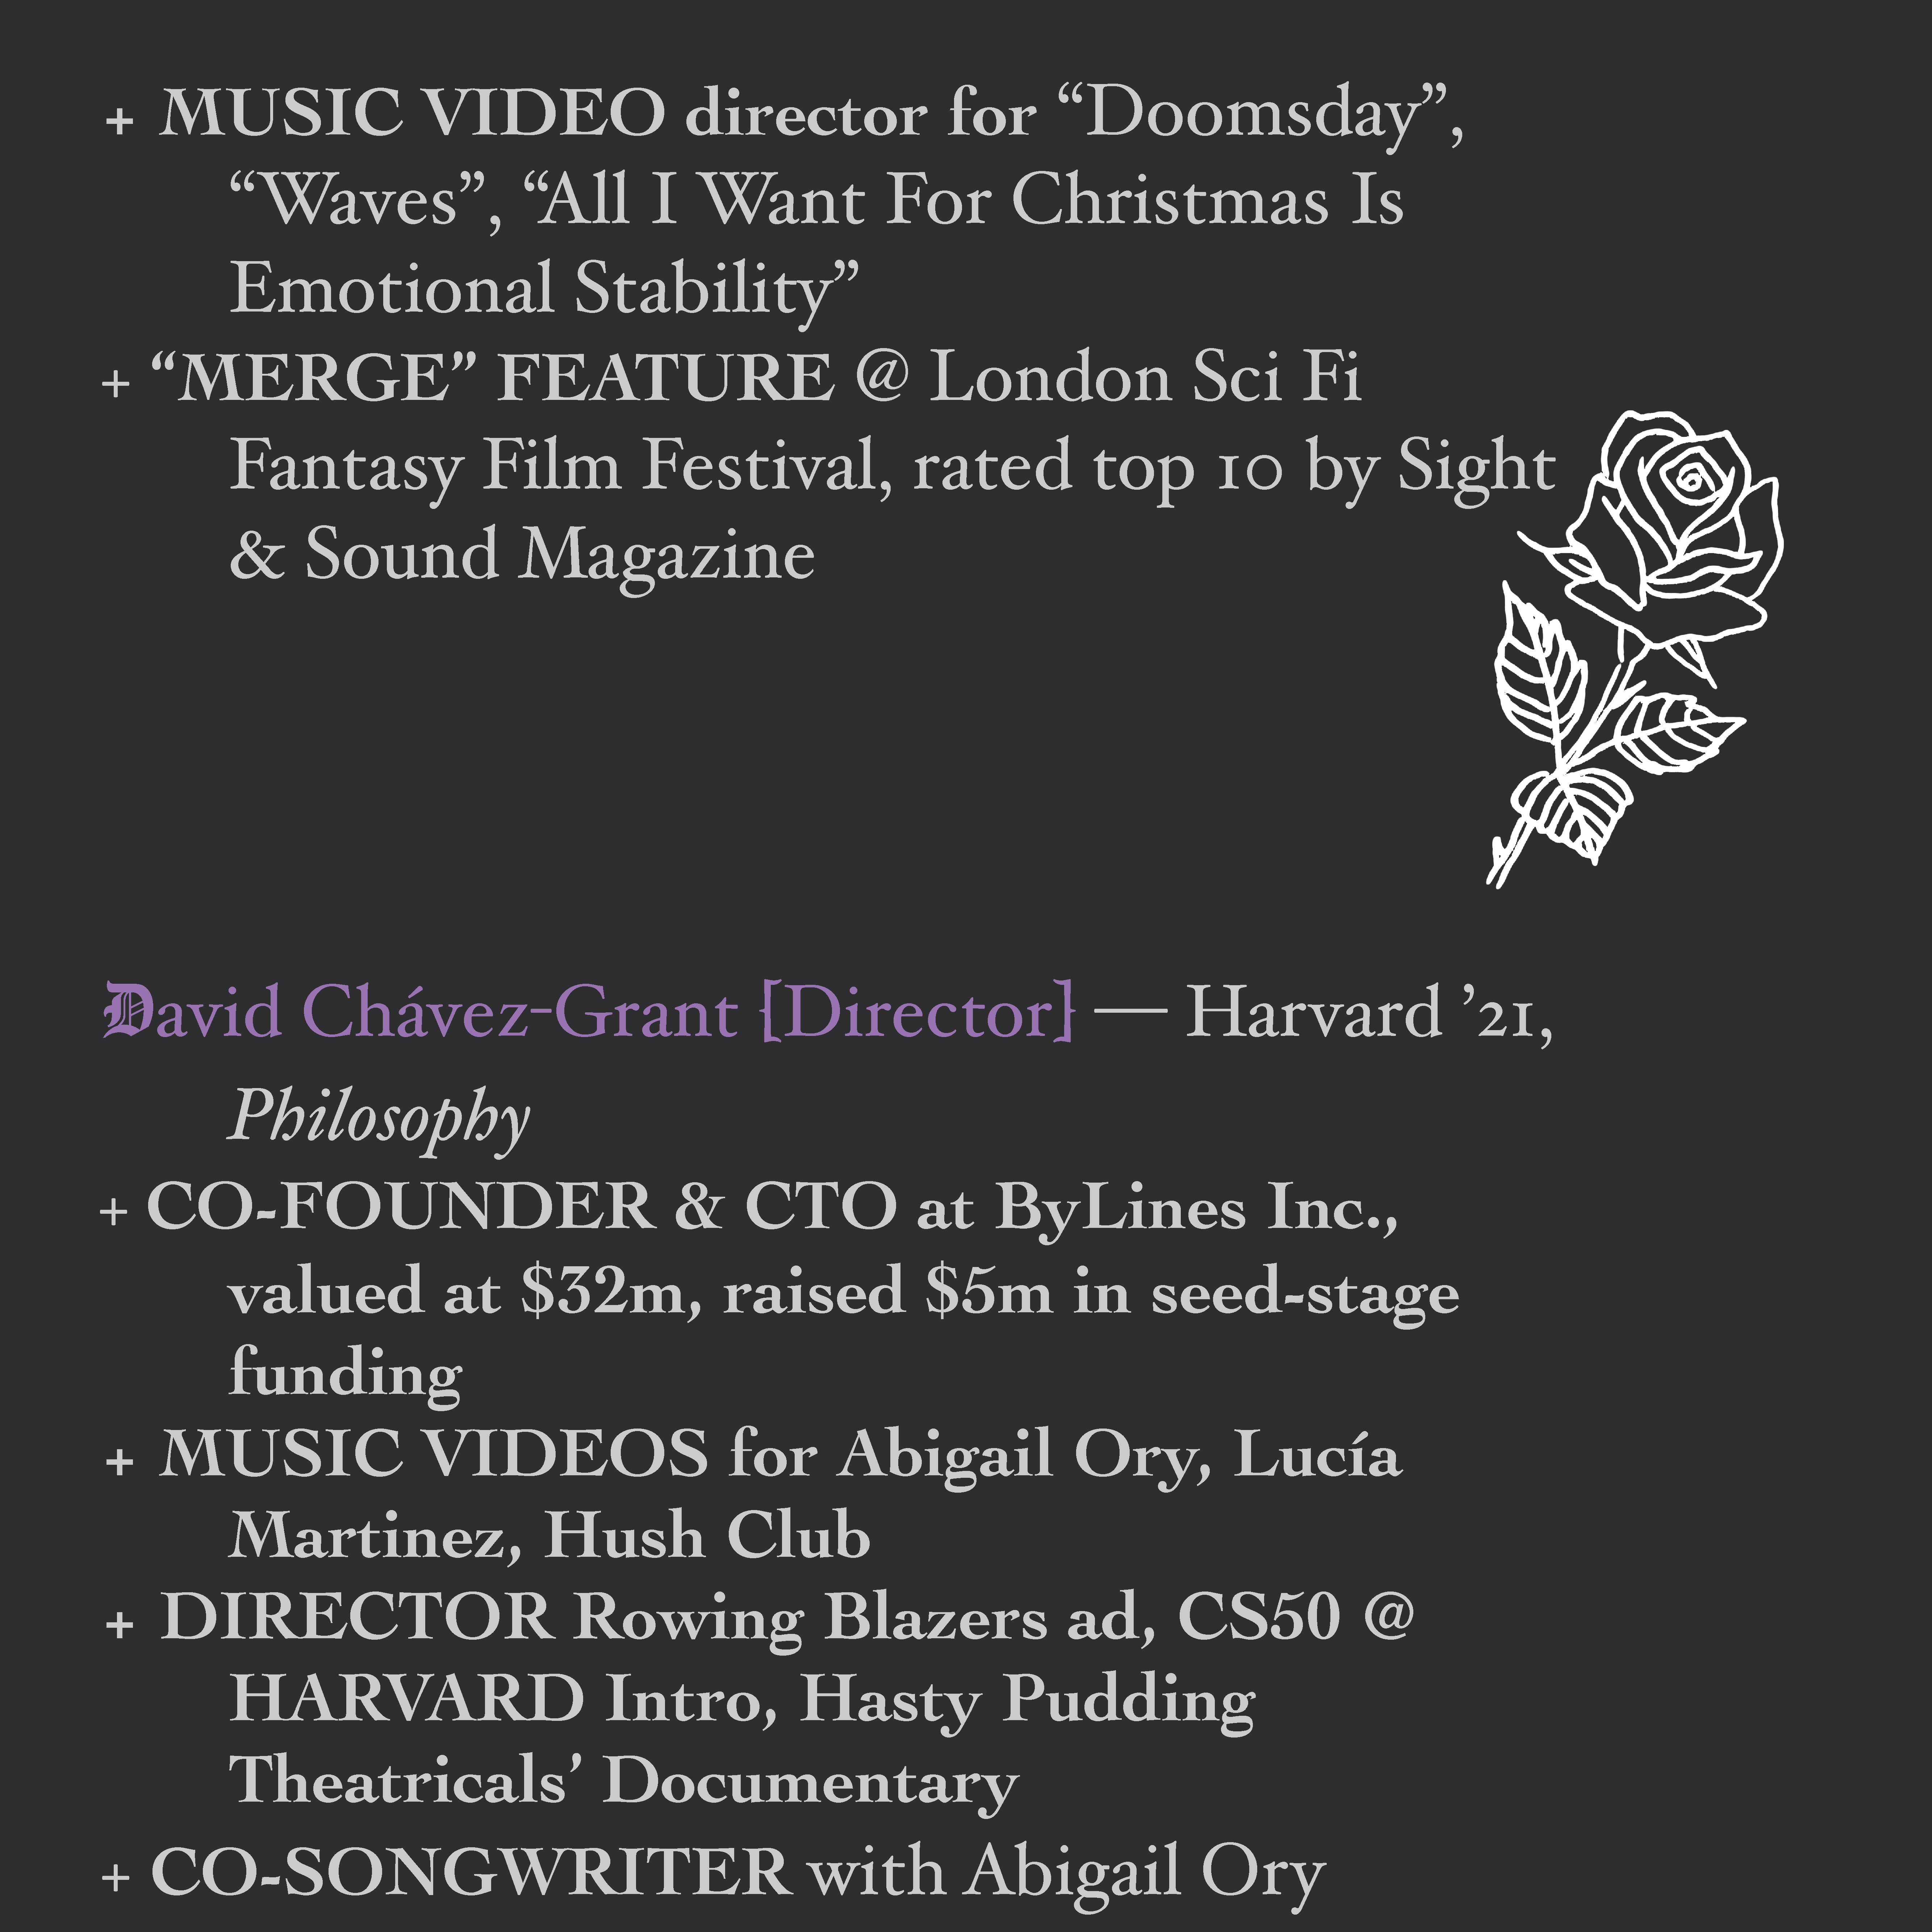 + MUSIC VIDEO director for “Doomsday”,
“Waves”, “All I Want For Christmas Is
Emotional Stability”
+ “MERGE” FEATURE @ London Sci Fi
Fantasy Film Festival, rated top 10 by Sight
& Sound Magazine
David Chávez-Grant [Director] — Harvard ’21,
Philosophy
+ CO-FOUNDER & CTO at ByLines Inc.,
valued at $32m, raised $5m in seed-stage
funding
+ MUSIC VIDEOS for Abigail Ory, Lucía
Martinez, Hush Club
+ DIRECTOR Rowing Blazers ad, CS50 @
HARVARD Intro, Hasty Pudding
Theatricals’ Documentary
+ CO-SONGWRITER with Abigail Ory